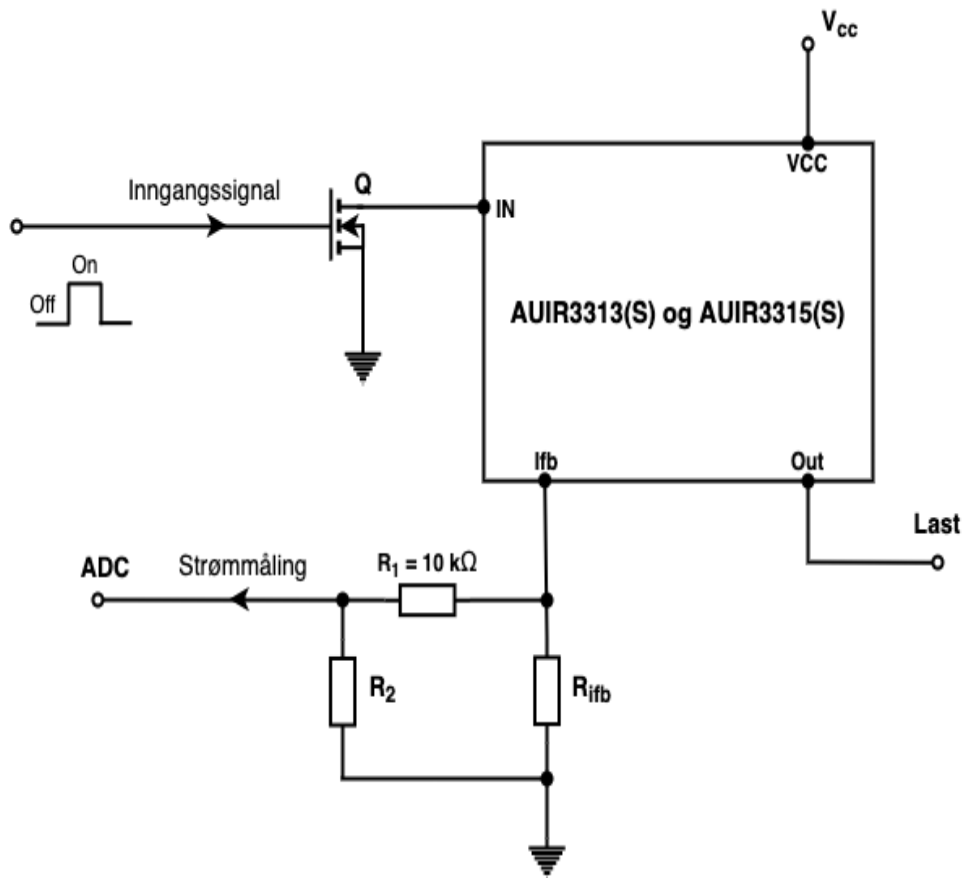 Vcc
VCC
Inngangssignal
Q
IN
On
Off
AUIR3313(S) og AUIR3315(S)
Ifb
Out
Last
ADC
Strømmåling
R1 = 10 kΩ
R2
Rifb